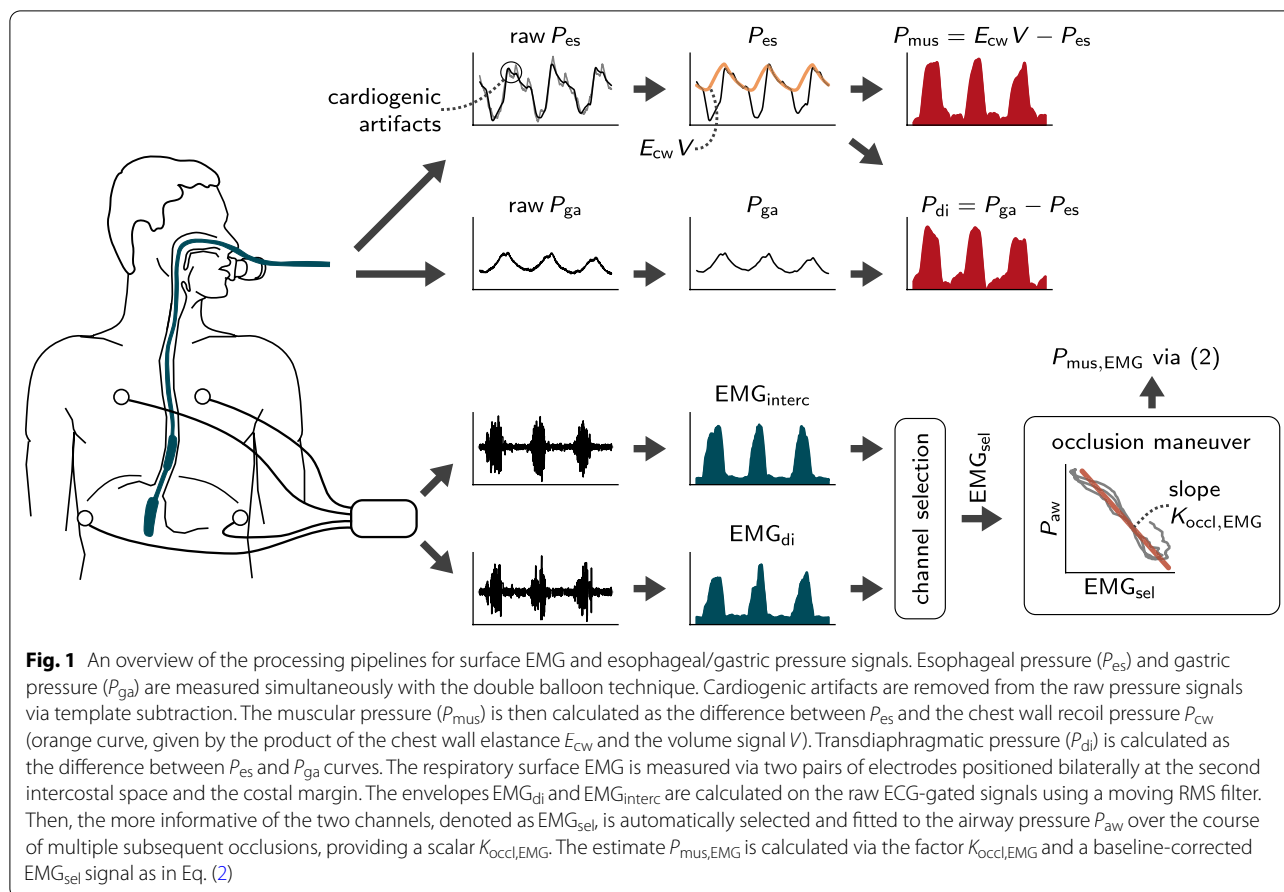 raw P_es
P_es
P_mus = E_cw V − P_es
cardiogenic
artifacts
E_cw V
raw P_ga
P_ga
P_di = P_ga − P_es
P_mus,EMG via (2)
EMG_interc
EMG_di
channel selection
EMG_sel
occlusion maneuver
P_aw
slope
K_occl,EMG
EMG_sel
Fig. 1 An overview of the processing pipelines for surface EMG and esophageal/gastric pressure signals. Esophageal pressure (P_es) and gastric
pressure (P_ga) are measured simultaneously with the double balloon technique. Cardiogenic artifacts are removed from the raw pressure signals
via template subtraction. The muscular pressure (P_mus) is then calculated as the difference between P_es and the chest wall recoil pressure P_cw
(orange curve, given by the product of the chest wall elastance E_cw and the volume signal V). Transdiaphragmatic pressure (P_di) is calculated as
the difference between P_es and P_ga curves. The respiratory surface EMG is measured via two pairs of electrodes positioned bilaterally at the second
intercostal space and the costal margin. The envelopes EMG_di and EMG_interc are calculated on the raw ECG-gated signals using a moving RMS filter.
Then, the more informative of the two channels, denoted as EMG_sel, is automatically selected and fitted to the airway pressure P_aw over the course
of multiple subsequent occlusions, providing a scalar K_occl,EMG. The estimate P_mus,EMG is calculated via the factor K_occl,EMG and a baseline-corrected
EMG_sel signal as in Eq. (2)